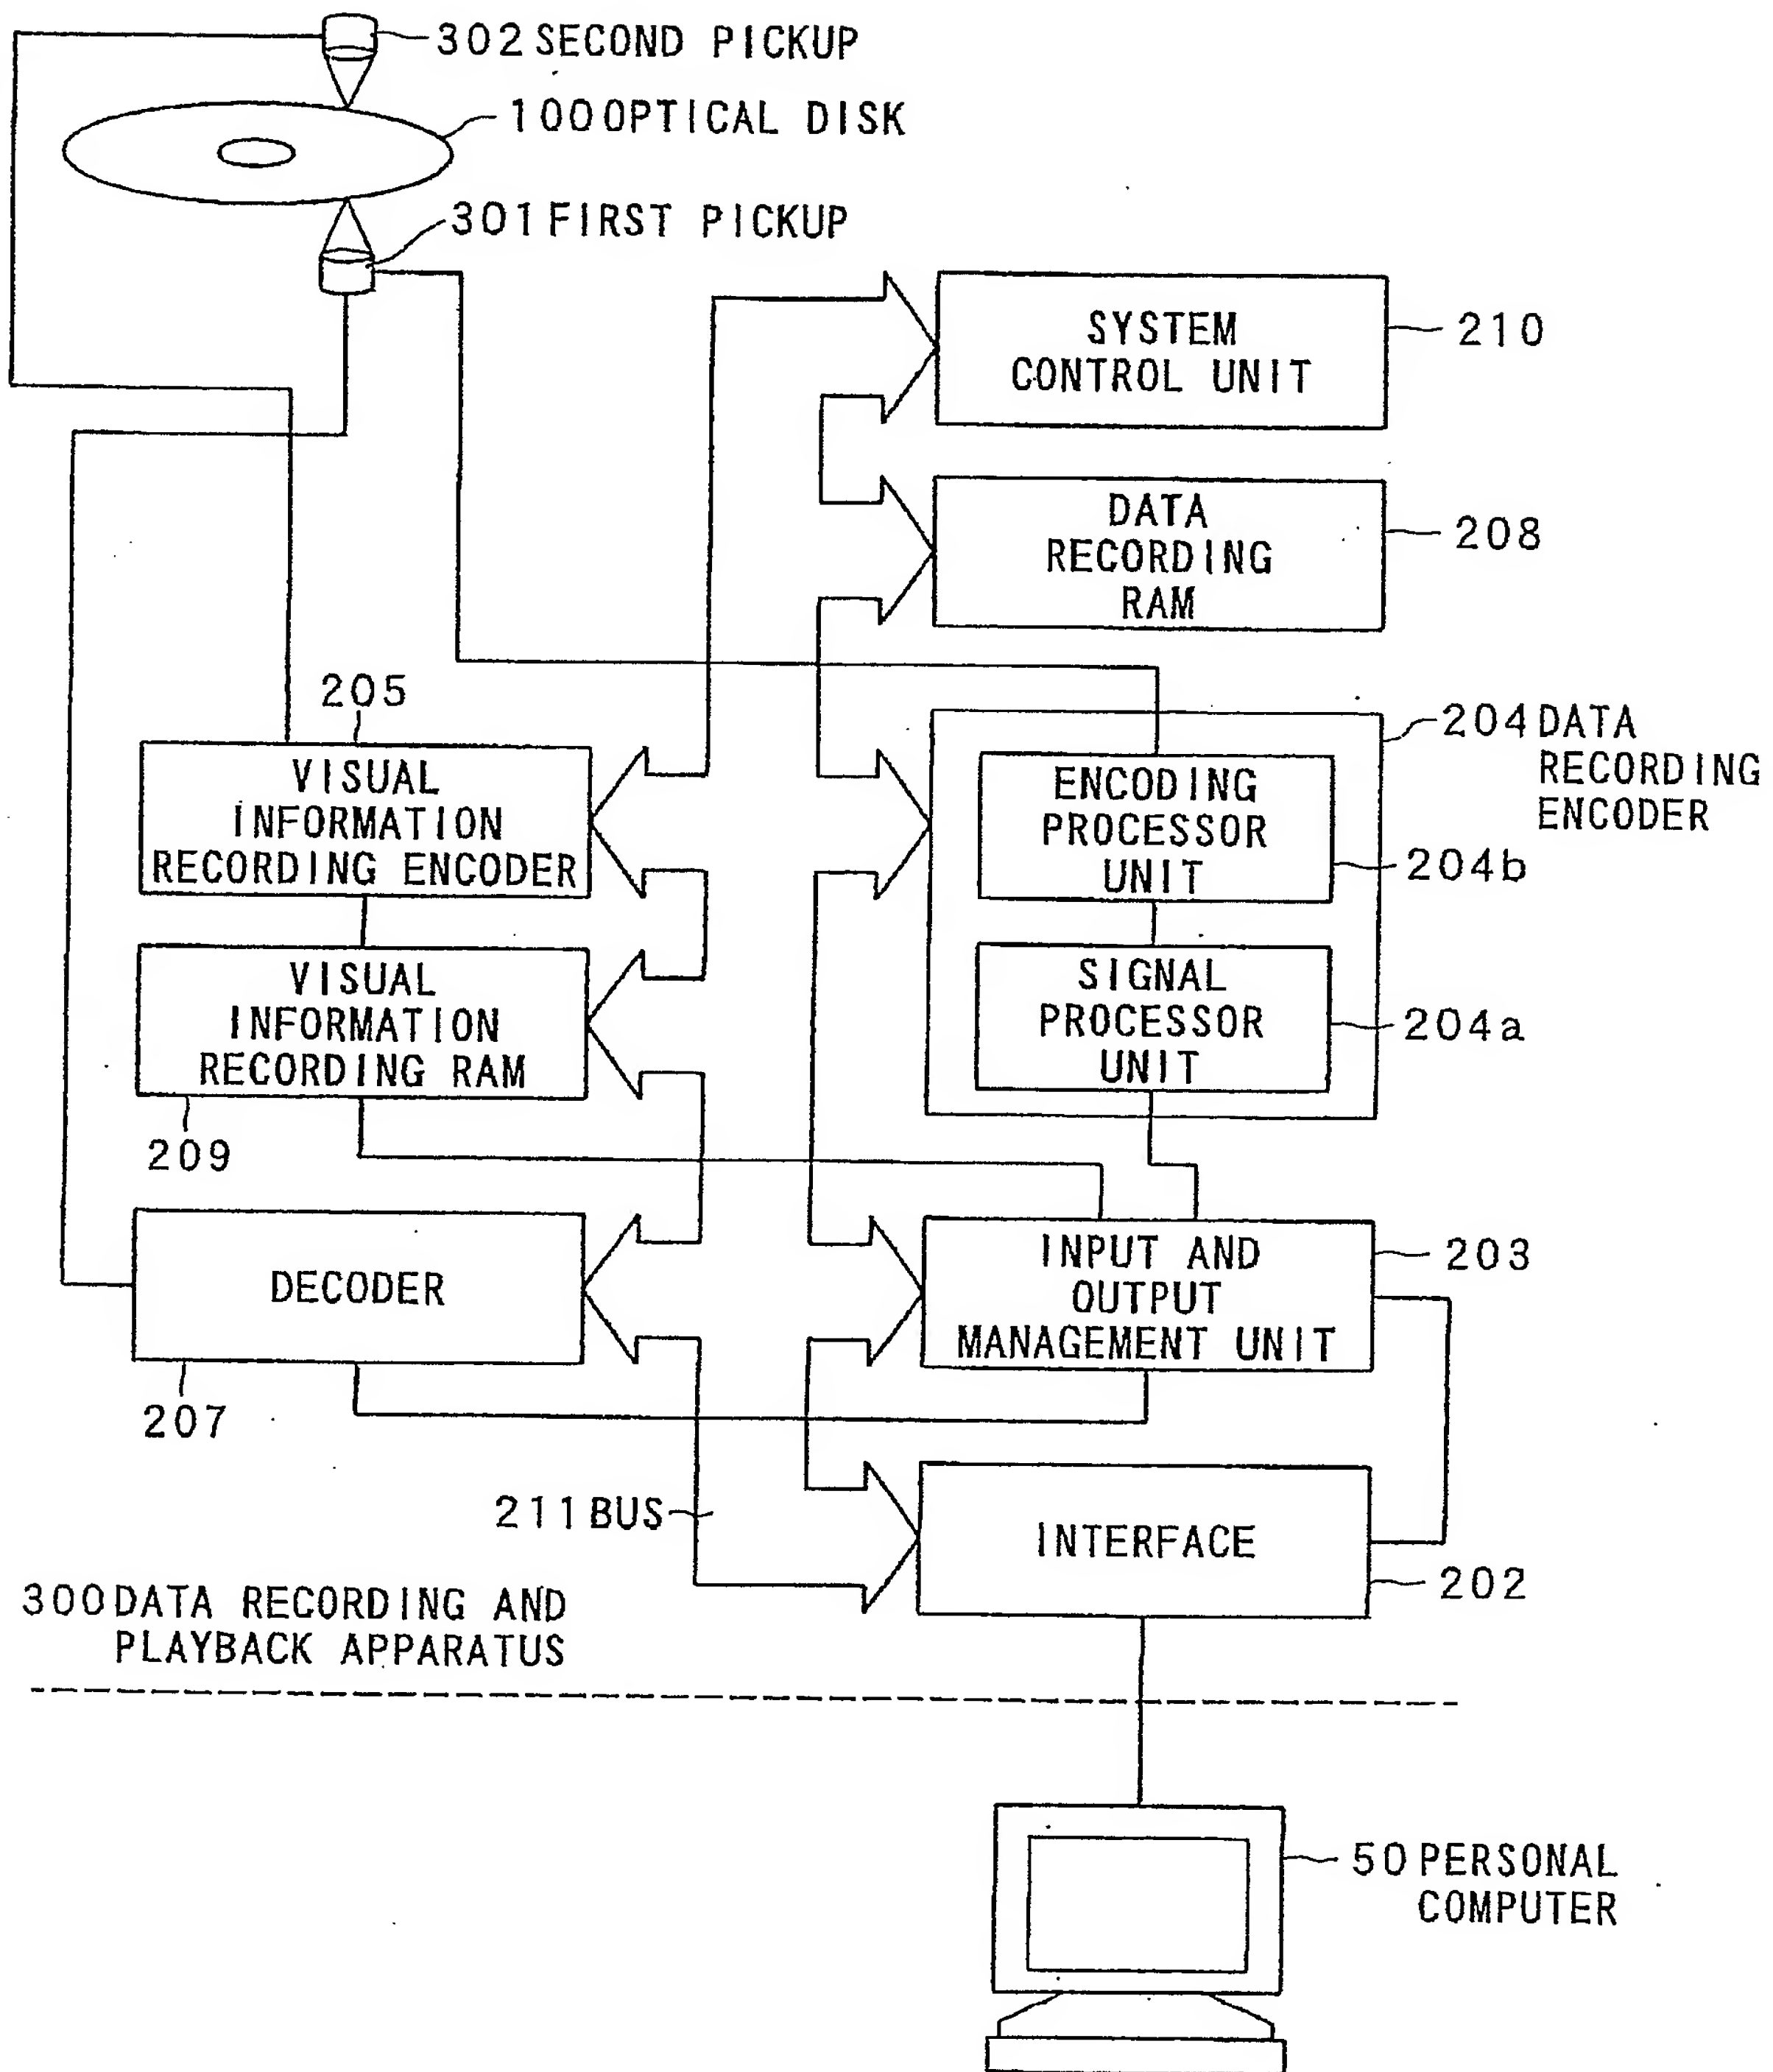 302 SECOND PICKUP
100 OPTICAL DISK
301 FIRST PICKUP
SYSTEM
CONTROL UNIT
210
DATA
RECORDING
RAM
208
205
VISUAL
INFORMATION
RECORDING ENCODER
204 DATA
RECORDING
ENCODER
ENCODING
PROCESSOR
UNIT
204b
VISUAL
INFORMATION
RECORDING RAM
209
SIGNAL
PROCESSOR
UNIT
204a
DECODER
207
INPUT AND
OUTPUT
MANAGEMENT UNIT
203
211 BUS
INTERFACE
202
300 DATA RECORDING AND
PLAYBACK APPARATUS
50 PERSONAL
COMPUTER